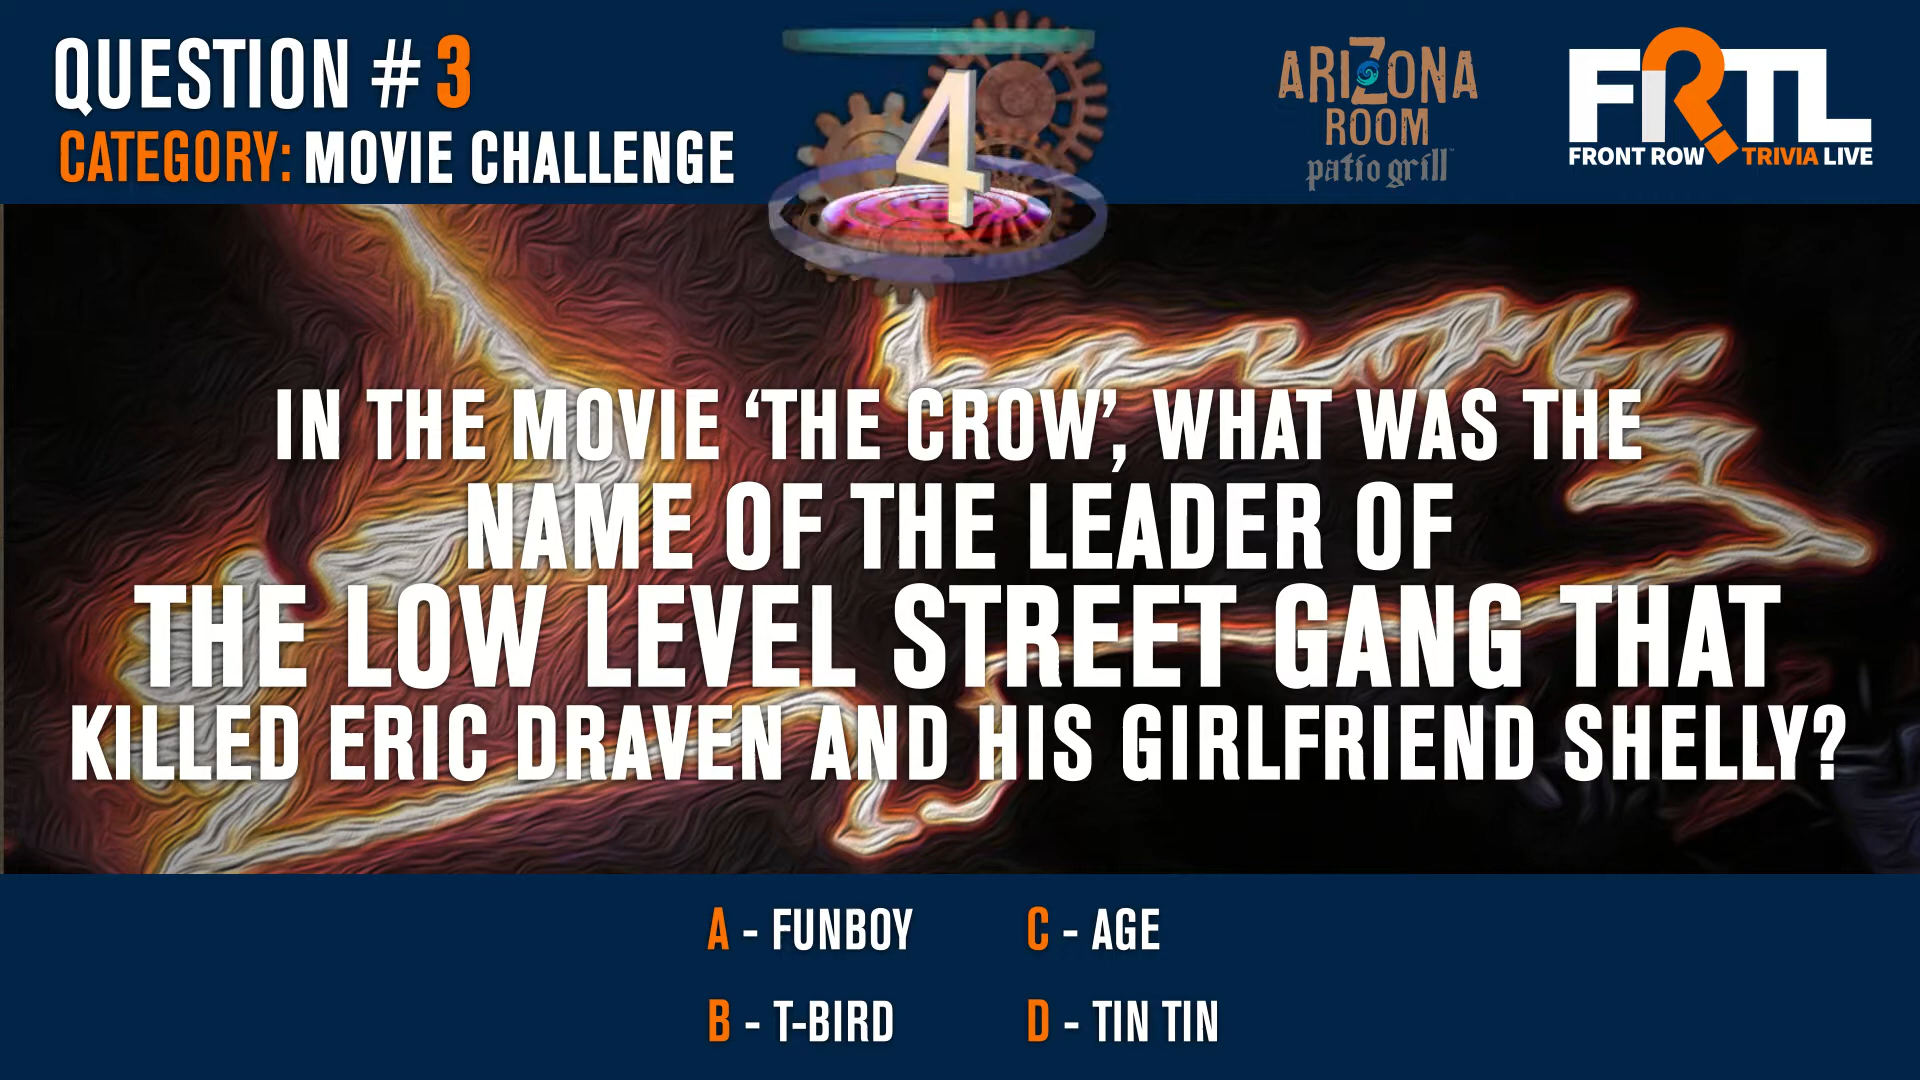 QUESTION # 3
CATEGORY: MOVIE CHALLENGE
4
ARIZONA
ROOM
patio grill
FRTL
FRONT ROW TRIVIA LIVE
IN THE MOVIE ‘THE CROW’, WHAT WAS THE
NAME OF THE LEADER OF
THE LOW LEVEL STREET GANG THAT
KILLED ERIC DRAVEN AND HIS GIRLFRIEND SHELLY?
A - FUNBOY
B - T-BIRD
C - AGE
D - TIN TIN